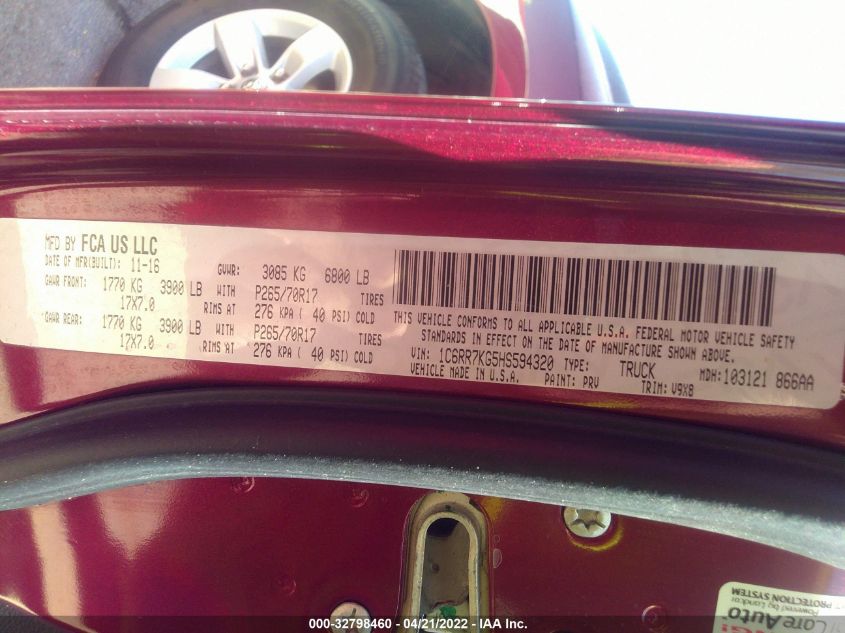 MFD BY FCA US LLC
DATE OF MFR(BUILT): 11-16 GVWR: 3085 KG 6800 LB
GAWR FRONT: 1770 KG 3900 LB WITH P265/70R17 TIRES
17X7.0 RIMS AT 276 KPA ( 40 PSI) COLD
GAWR REAR: 1770 KG 3900 LB WITH P265/70R17 TIRES
17X7.0 RIMS AT 276 KPA ( 40 PSI) COLD
THIS VEHICLE CONFORMS TO ALL APPLICABLE U.S.A. FEDERAL MOTOR VEHICLE SAFETY
STANDARDS IN EFFECT ON THE DATE OF MANUFACTURE SHOWN ABOVE.
VIN: 1C6RR7KG5HS594320 TYPE: TRUCK MDH:103121 866AA
VEHICLE MADE IN U.S.A. PAINT: PRV TRIM: V9X8
PROTECTION SYSTEM
Powered by
CareAuto
000-32798460 - 04/21/2022 - IAA Inc.